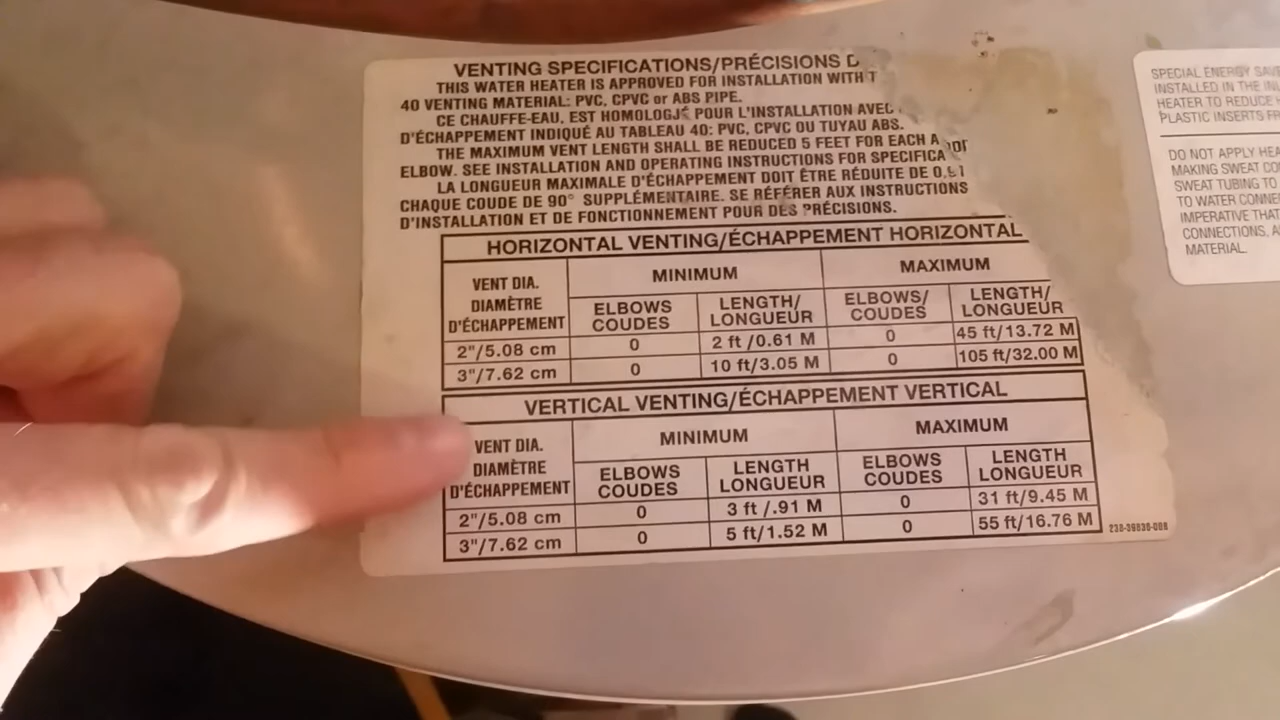 VENTING SPECIFICATIONS/PRÉCISIONS D
THIS WATER HEATER IS APPROVED FOR INSTALLATION WITH T
40 VENTING MATERIAL: PVC, CPVC or ABS PIPE.
CE CHAUFFE-EAU, EST HOMOLOGJÉ POUR L'INSTALLATION AVEC
D'ÉCHAPPEMENT INDIQUÉ AU TABLEAU 40: PVC, CPVC OU TUYAU ABS.
THE MAXIMUM VENT LENGTH SHALL BE REDUCED 5 FEET FOR EACH A
ELBOW. SEE INSTALLATION AND OPERATING INSTRUCTIONS FOR SPECIFICA
LA LONGUEUR MAXIMALE D'ÉCHAPPEMENT DOIT ÊTRE RÉDUITE DE
CHAQUE COUDE DE 90° SUPPLÉMENTAIRE. SE RÉFÉRER AUX INSTRUCTIONS
D'INSTALLATION ET DE FONCTIONNEMENT POUR DES PRÉCISIONS.
HORIZONTAL VENTING/ÉCHAPPEMENT HORIZONTAL
VENT DIA. DIAMÈTRE D'ÉCHAPPEMENT MINIMUM MAXIMUM
ELBOWS COUDES LENGTH/ LONGUEUR ELBOWS/ COUDES LENGTH/ LONGUEUR
2"/5.08 cm 0 2 ft /0.61 M 0 45 ft/13.72 M
3"/7.62 cm 0 10 ft/3.05 M 0 105 ft/32.00 M
VERTICAL VENTING/ÉCHAPPEMENT VERTICAL
VENT DIA. DIAMÈTRE D'ÉCHAPPEMENT MINIMUM MAXIMUM
ELBOWS COUDES LENGTH LONGUEUR ELBOWS COUDES LENGTH LONGUEUR
2"/5.08 cm 0 3 ft /.91 M 0 31 ft/9.45 M
3"/7.62 cm 0 5 ft/1.52 M 0 55 ft/16.76 M
SPECIAL ENERGY SAV
INSTALLED IN THE INL
HEATER TO REDUCE
PLASTIC INSERTS FR
DO NOT APPLY HEA
MAKING SWEAT CO
SWEAT TUBING TO
TO WATER CONNE
IMPERATIVE THAT
CONNECTIONS, A
MATERIAL.